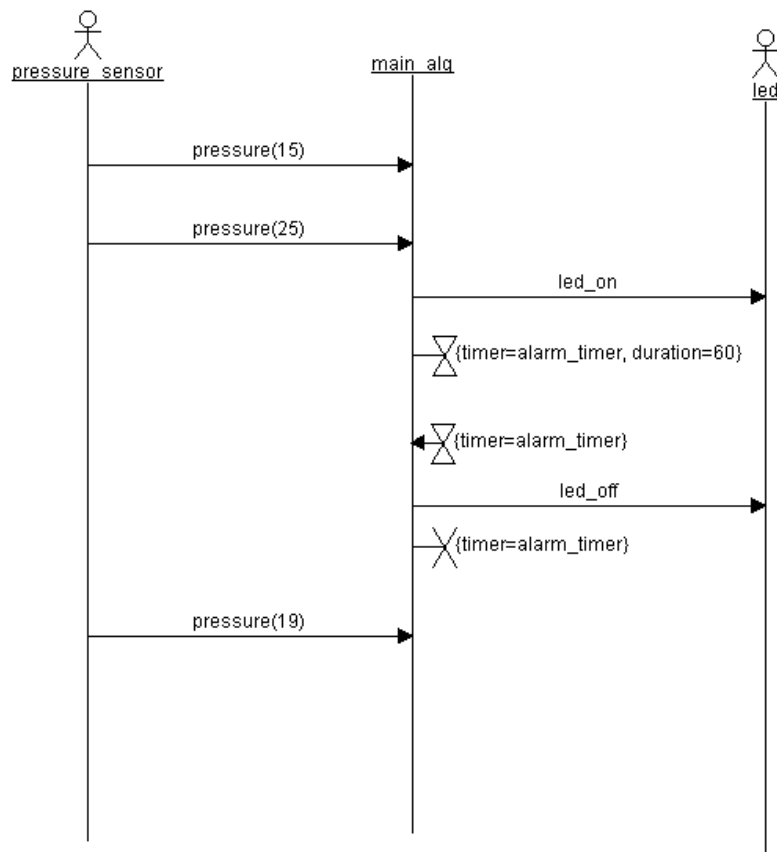 pressure_sensor
main_alg
led
pressure(15)
pressure(25)
led_on
{timer=alarm_timer, duration=60}
{timer=alarm_timer}
led_off
{timer=alarm_timer}
pressure(19)